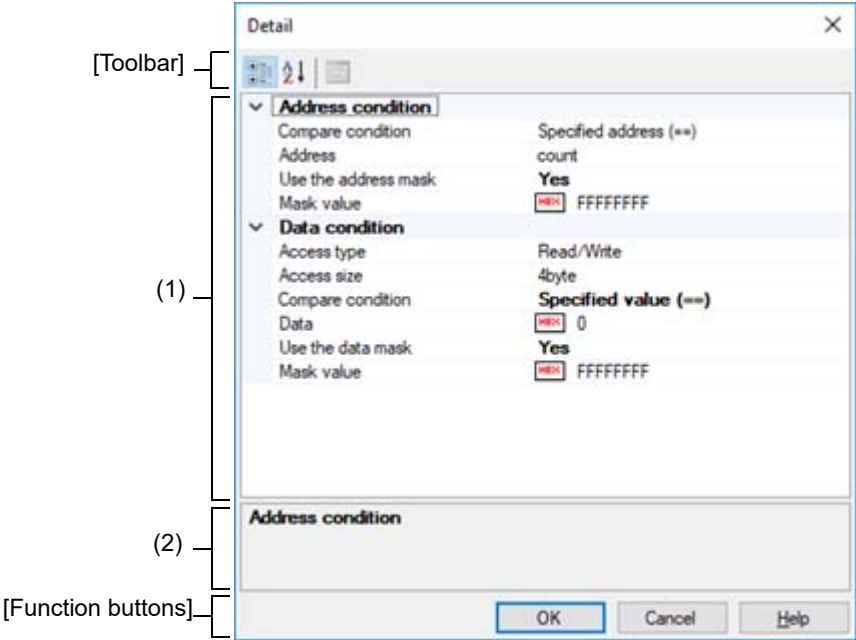 Detail
[Toolbar]
Address condition
Compare condition Specified address (==)
Address count
Use the address mask Yes
Mask value HEX FFFFFFFF
Data condition
Access type Read/Write
Access size 4byte
(1)
Compare condition Specified value (==)
Data HEX 0
Use the data mask Yes
Mask value HEX FFFFFFFF
Address condition
(2)
[Function buttons]
OK Cancel Help